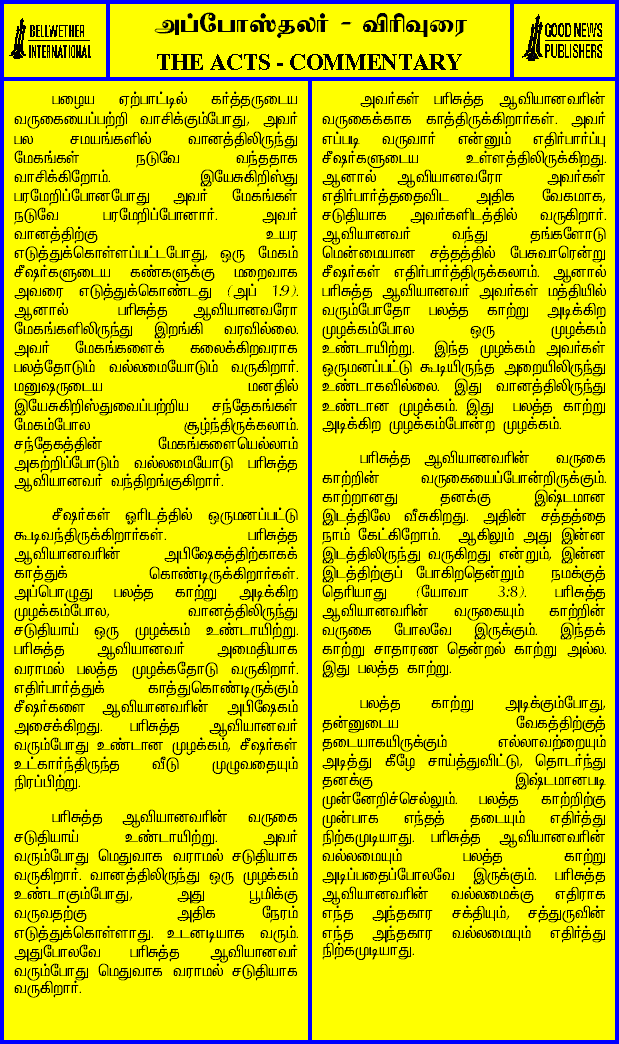 BELLWETHER
INTERNATIONAL
அப்போஸ்தலர் - விரிவுரை
THE ACTS - COMMENTARY
GOOD NEWS
PUBLISHERS
பழைய ஏற்பாட்டில் கர்த்தருடைய
வருகையைப்பற்றி வாசிக்கும்போது, அவர்
பல சமயங்களில் வானத்திலிருந்து
மேகங்கள் நடுவே வந்ததாக
வாசிக்கிறோம். இயேசுகிறிஸ்து
பரமேறிப்போனபோது அவர் மேகங்கள்
நடுவே பரமேறிப்போனார். அவர்
வானத்திற்கு உயர
எடுத்துக்கொள்ளப்பட்டபோது, ஒரு மேகம்
சீஷர்களுடைய கண்களுக்கு மறைவாக
அவரை எடுத்துக்கொண்டது (அப் 1:9).
ஆனால் பரிசுத்த ஆவியானவரோ
மேகங்களிலிருந்து இறங்கி வரவில்லை.
அவர் மேகங்களைக் கலைக்கிறவராக
பலத்தோடும் வல்லமையோடும் வருகிறார்.
மனுஷருடைய மனதில்
இயேசுகிறிஸ்துவைப்பற்றிய சந்தேகங்கள்
மேகம்போல சூழ்ந்திருக்கலாம்.
சந்தேகத்தின் மேகங்களையெல்லாம்
அகற்றிப்போடும் வல்லமையோடு பரிசுத்த
ஆவியானவர் வந்திறங்குகிறார்.
சீஷர்கள் ஓரிடத்தில் ஒருமனப்பட்டு
கூடிவந்திருக்கிறார்கள். பரிசுத்த
ஆவியானவரின் அபிஷேகத்திற்காகக்
காத்துக் கொண்டிருக்கிறார்கள்.
அப்பொழுது பலத்த காற்று அடிக்கிற
முழக்கம்போல, வானத்திலிருந்து
சடுதியாய் ஒரு முழக்கம் உண்டாயிற்று.
பரிசுத்த ஆவியானவர் அமைதியாக
வராமல் பலத்த முழக்கதோடு வருகிறார்.
எதிர்பார்த்துக் காத்துகொண்டிருக்கும்
சீஷர்களை ஆவியானவரின் அபிஷேகம்
அசைக்கிறது. பரிசுத்த ஆவியானவர்
வரும்போது உண்டான முழக்கம், சீஷர்கள்
உட்கார்ந்திருந்த வீடு முழுவதையும்
நிரப்பிற்று.
பரிசுத்த ஆவியானவரின் வருகை
சடுதியாய் உண்டாயிற்று. அவர்
வரும்போது மெதுவாக வராமல் சடுதியாக
வருகிறார். வானத்திலிருந்து ஒரு முழக்கம்
உண்டாகும்போது, அது பூமிக்கு
வருவதற்கு அதிக நேரம்
எடுத்துக்கொள்ளாது. உடனடியாக வரும்.
அதுபோலவே பரிசுத்த ஆவியானவர்
வரும்போது மெதுவாக வராமல் சடுதியாக
வருகிறார்.
அவர்கள் பரிசுத்த ஆவியானவரின்
வருகைக்காக காத்திருக்கிறார்கள். அவர்
எப்படி வருவார் என்னும் எதிர்பார்ப்பு
சீஷர்களுடைய உள்ளத்திலிருக்கிறது.
ஆனால் ஆவியானவரோ அவர்கள்
எதிர்பார்த்ததைவிட அதிக வேகமாக,
சடுதியாக அவர்களிடத்தில் வருகிறார்.
ஆவியானவர் வந்து தங்களோடு
மென்மையான சத்தத்தில் பேசுவாரென்று
சீஷர்கள் எதிர்பார்த்திருக்கலாம். ஆனால்
பரிசுத்த ஆவியானவர் அவர்கள் மத்தியில்
வரும்போதோ பலத்த காற்று அடிக்கிற
முழக்கம்போல ஒரு முழக்கம்
உண்டாயிற்று. இந்த முழக்கம் அவர்கள்
ஒருமனப்பட்டு கூடியிருந்த அறையிலிருந்து
உண்டாகவில்லை. இது வானத்திலிருந்து
உண்டான முழக்கம். இது பலத்த காற்று
அடிக்கிற முழக்கம்போன்ற முழக்கம்.
பரிசுத்த ஆவியானவரின் வருகை
காற்றின் வருகையைப்போன்றிருக்கும்.
காற்றானது தனக்கு இஷ்டமான
இடத்திலே வீசுகிறது. அதின் சத்தத்தை
நாம் கேட்கிறோம். ஆகிலும் அது இன்ன
இடத்திலிருந்து வருகிறது என்றும், இன்ன
இடத்திற்குப் போகிறதென்றும் நமக்குத்
தெரியாது (யோவா 3:8). பரிசுத்த
ஆவியானவரின் வருகையும் காற்றின்
வருகை போலவே இருக்கும். இந்தக்
காற்று சாதாரண தென்றல் காற்று அல்ல.
இது பலத்த காற்று.
பலத்த காற்று அடிக்கும்போது,
தன்னுடைய வேகத்திற்குத்
தடையாகயிருக்கும் எல்லாவற்றையும்
அடித்து கீழே சாய்த்துவிட்டு, தொடர்ந்து
தனக்கு இஷ்டமானபடி
முன்னேறிச்செல்லும். பலத்த காற்றிற்கு
முன்பாக எந்தத் தடையும் எதிர்த்து
நிற்கமுடியாது. பரிசுத்த ஆவியானவரின்
வல்லமையும் பலத்த காற்று
அடிப்பதைப்போலவே இருக்கும். பரிசுத்த
ஆவியானவரின் வல்லமைக்கு எதிராக
எந்த அந்தகார சக்தியும், சத்துருவின்
எந்த அந்தகார வல்லமையும் எதிர்த்து
நிற்கமுடியாது.